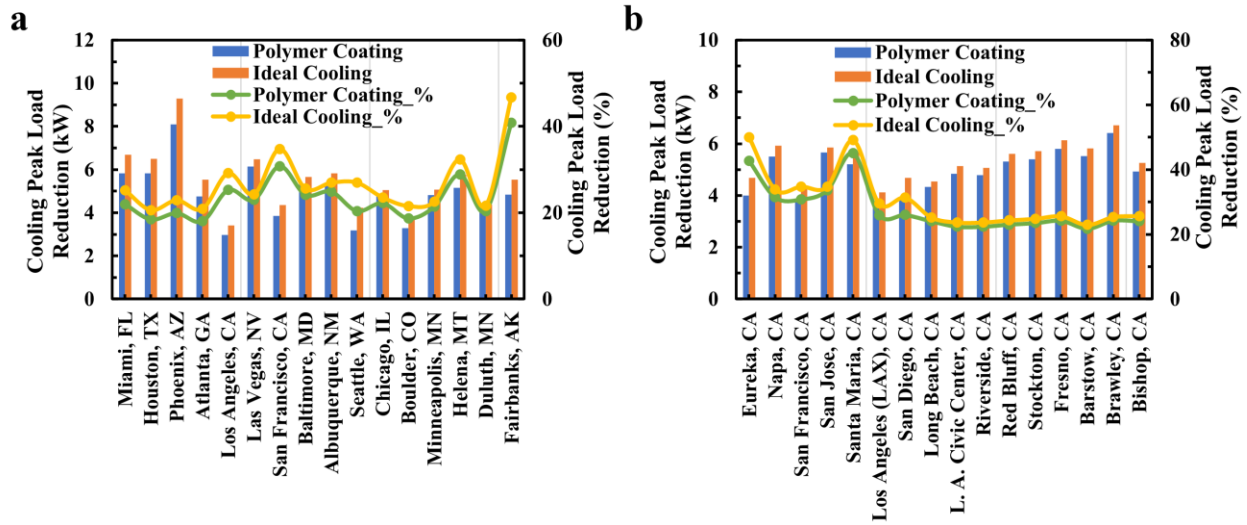 a
12
10
8
6
4
2
0
Cooling Peak Load
Reduction (kW)
Polymer Coating
Ideal Cooling
Polymer Coating_%
Ideal Cooling_%
60
40
20
0
Cooling Peak Load
Reduction (%)
Miami, FL
Houston, TX
Phoenix, AZ
Atlanta, GA
Los Angeles, CA
Las Vegas, NV
San Francisco, CA
Baltimore, MD
Albuquerque, NM
Seattle, WA
Chicago, IL
Boulder, CO
Minneapolis, MN
Helena, MT
Duluth, MN
Fairbanks, AK
b
10
8
6
4
2
0
Cooling Peak Load
Reduction (kW)
Polymer Coating
Ideal Cooling
Polymer Coating_%
Ideal Cooling_%
80
60
40
20
0
Cooling Peak Load
Reduction (%)
Eureka, CA
Napa, CA
San Francisco, CA
San Jose, CA
Santa Maria, CA
Los Angeles (LAX), CA
San Diego, CA
Long Beach, CA
L. A. Civic Center, CA
Riverside, CA
Red Bluff, CA
Stockton, CA
Fresno, CA
Barstow, CA
Brawley, CA
Bishop, CA